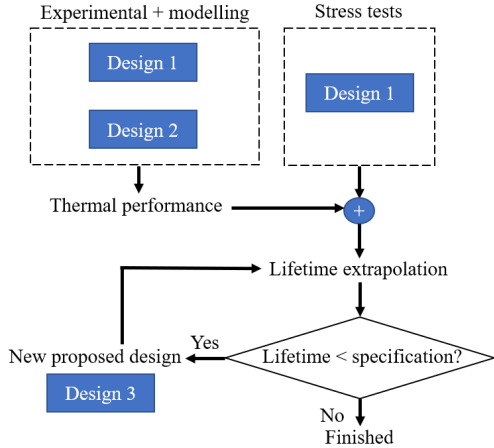 Experimental + modelling
Stress tests
Design 1
Design 1
Design 2
Thermal performance
+
Lifetime extrapolation
Yes
New proposed design
Lifetime < specification?
Design 3
No
Finished